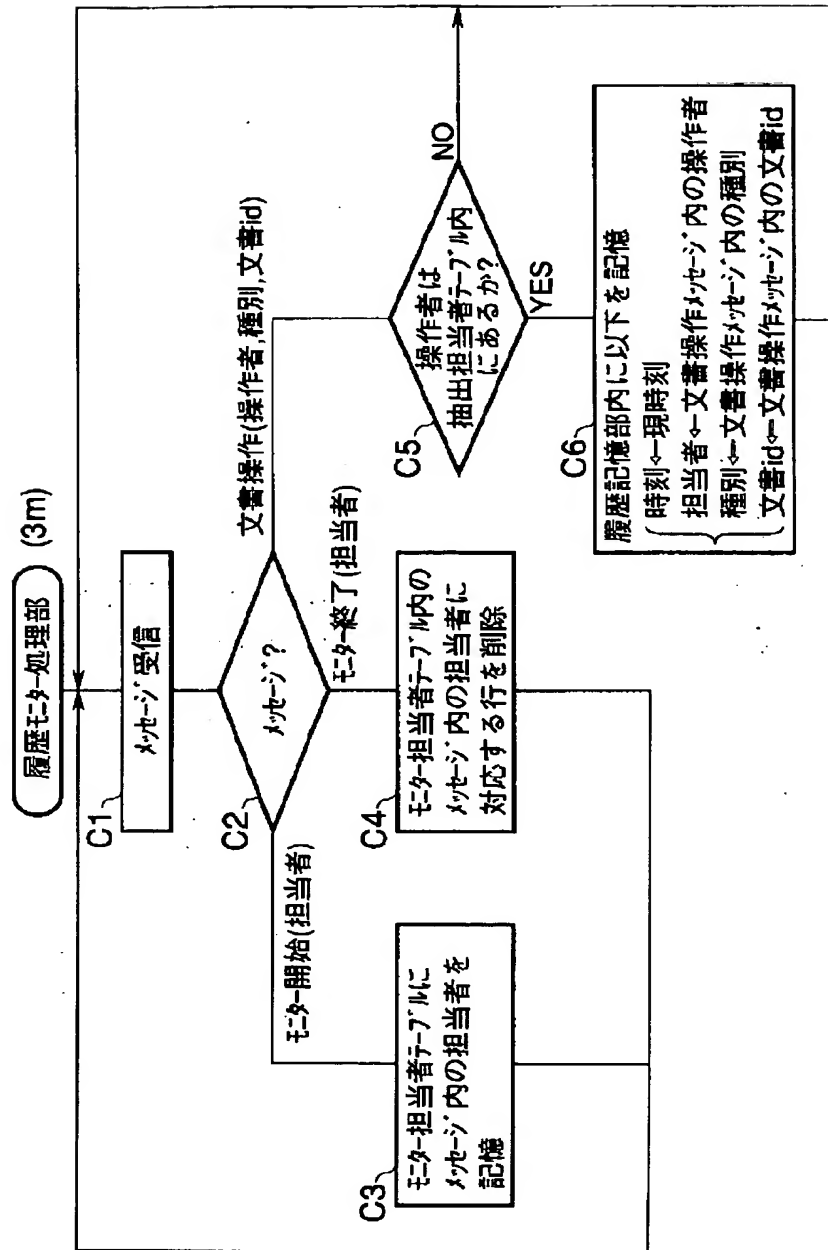 履歴モニター処理部 (3m)
C1
メッセージ受信
C2
メッセージ?
モニター開始(担当者)
モニター終了(担当者)
文書操作(操作者,種別,文書id)
C3
モニター担当者テーブルに
メッセージ内の担当者を
記憶
C4
モニター担当者テーブル内の
メッセージ内の担当者に
対応する行を削除
C5
操作者は
抽出担当者テーブル内
にあるか?
NO
YES
C6
履歴記憶部内に以下を記憶
時刻←現時刻
担当者←文書操作メッセージ内の操作者
種別←文書操作メッセージ内の種別
文書id←文書操作メッセージ内の文書id